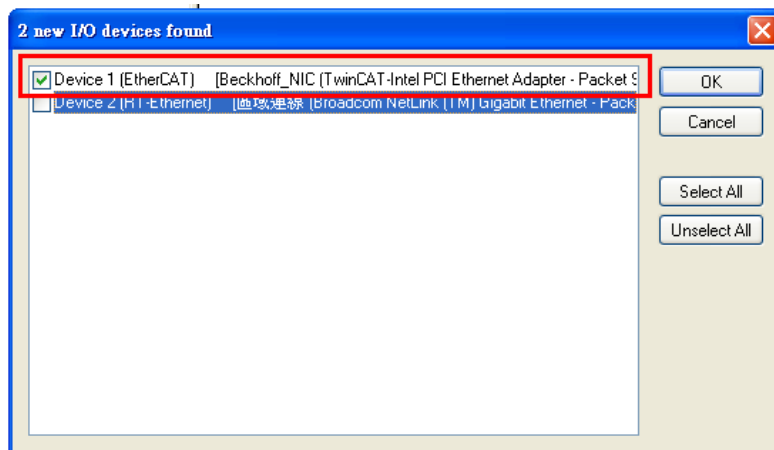 2 new I/O devices found
Device 1 (EtherCAT) [Beckhoff_NIC (TwinCAT-Intel PCI Ethernet Adapter - Packet S
Device 2 (RT-Ethernet) [區域連線 (Broadcom NetLink (TM) Gigabit Ethernet - Pack
OK
Cancel
Select All
Unselect All